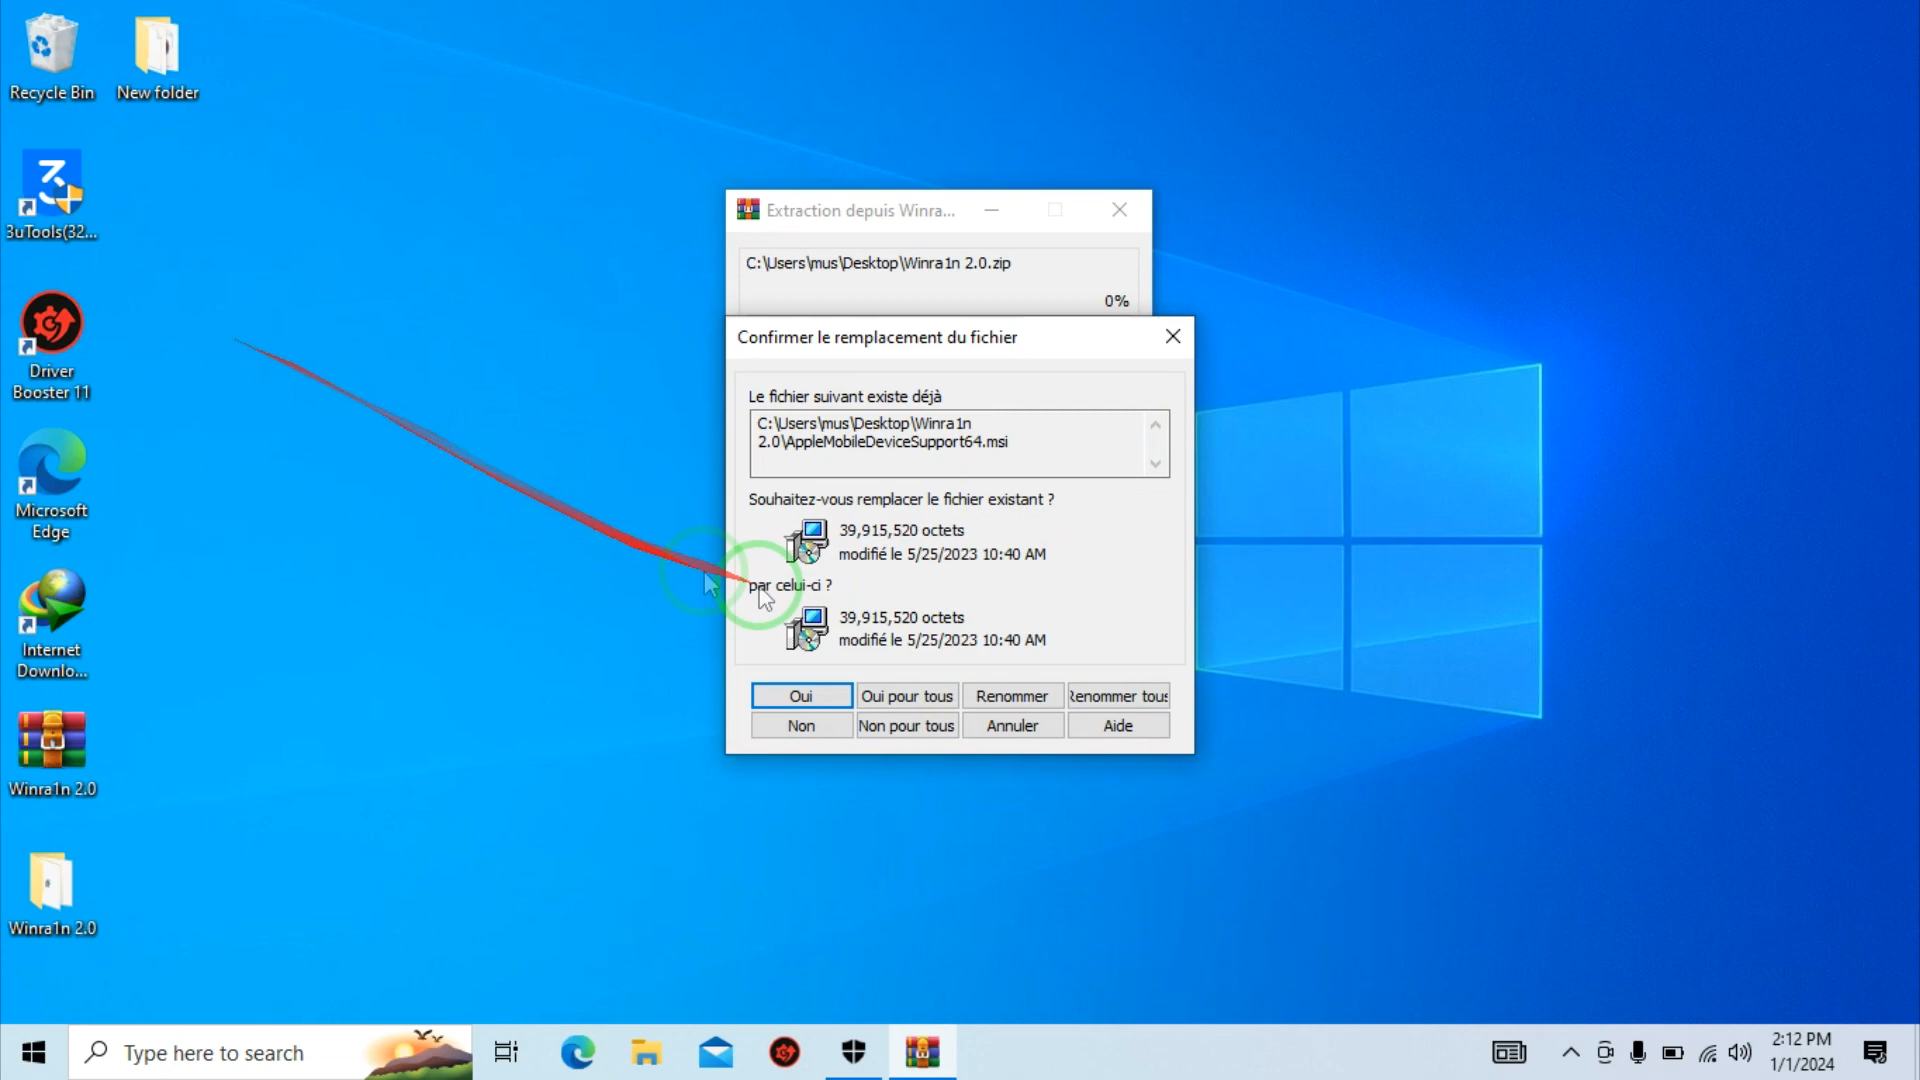 Recycle Bin
New folder
3uTools(32...
Driver
Booster 11
Microsoft
Edge
Internet
Downlo...
Winra1n 2.0
Winra1n 2.0
Extraction depuis Winra...
C:\Users\mus\Desktop\Winra1n 2.0.zip
0%
Confirmer le remplacement du fichier
Le fichier suivant existe déjà
C:\Users\mus\Desktop\Winra1n
2.0\AppleMobileDeviceSupport64.msi
Souhaitez-vous remplacer le fichier existant ?
39,915,520 octets
modifié le 5/25/2023 10:40 AM
par celui-ci ?
39,915,520 octets
modifié le 5/25/2023 10:40 AM
Oui Oui pour tous Renommer Renommer tous
Non Non pour tous Annuler Aide
Type here to search
2:12 PM
1/1/2024